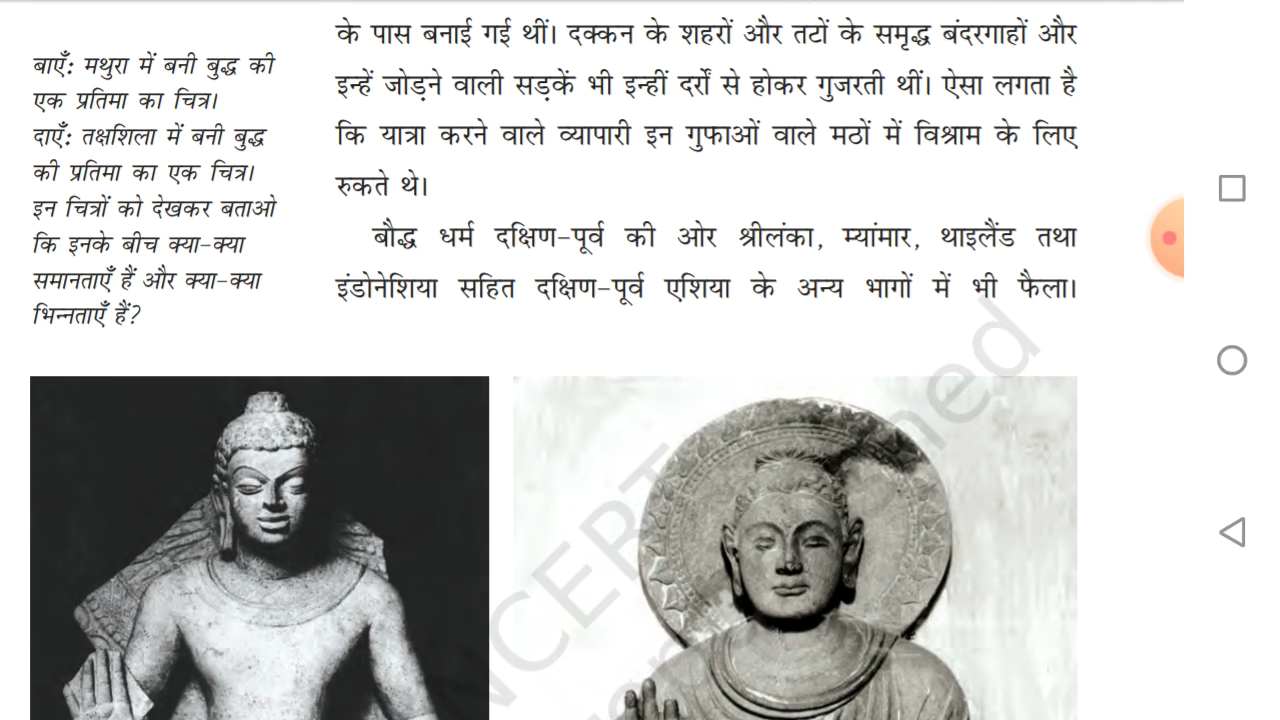 बाएँ: मथुरा में बनी बुद्ध की
एक प्रतिमा का चित्र।
दाएँ: तक्षशिला में बनी बुद्ध
की प्रतिमा का एक चित्र।
इन चित्रों को देखकर बताओ
कि इनके बीच क्या-क्या
समानताएँ हैं और क्या-क्या
भिन्नताएँ हैं?
के पास बनाई गई थीं। दक्कन के शहरों और तटों के समृद्ध बंदरगाहों और
इन्हें जोड़ने वाली सड़कें भी इन्हीं दर्रों से होकर गुजरती थीं। ऐसा लगता है
कि यात्रा करने वाले व्यापारी इन गुफाओं वाले मठों में विश्राम के लिए
रुकते थे।
बौद्ध धर्म दक्षिण-पूर्व की ओर श्रीलंका, म्यांमार, थाइलैंड तथा
इंडोनेशिया सहित दक्षिण-पूर्व एशिया के अन्य भागों में भी फैला।